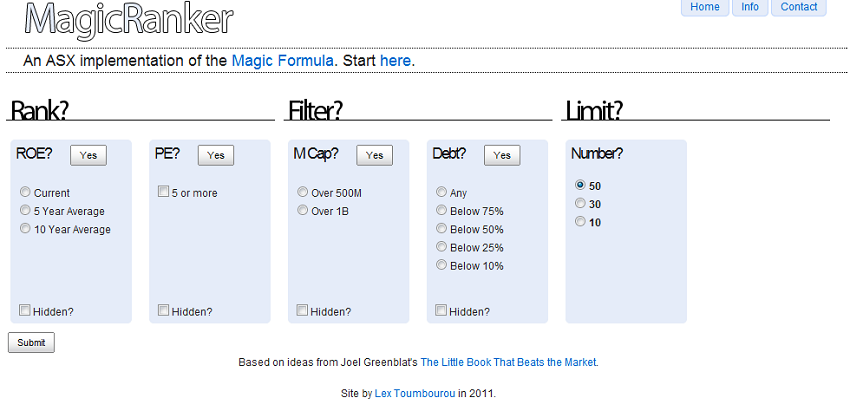 MagicRanker
Home Info Contact
An ASX implementation of the Magic Formula. Start here.
Rank? Filter? Limit?
ROE? Yes
Current
5 Year Average
10 Year Average
Hidden?
PE? Yes
5 or more
Hidden?
M Cap? Yes
Over 500M
Over 1B
Hidden?
Debt? Yes
Any
Below 75%
Below 50%
Below 25%
Below 10%
Hidden?
Number?
50
30
10
Submit
Based on ideas from Joel Greenblat's The Little Book That Beats the Market.
Site by Lex Toumbourou in 2011.